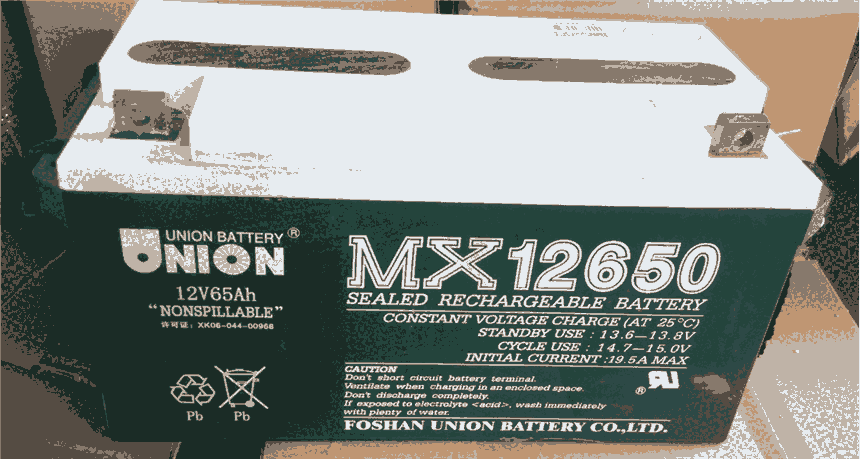 UNION BATTERY®
UNION
12V65Ah
“NONSPILLABLE”
许可证：XK06-044-00968
Pb
Pb
MX12650
SEALED RECHARGEABLE BATTERY
CONSTANT VOLTAGE CHARGE (AT 25°C)
STANDBY USE : 13.6—13.8V
CYCLE USE : 14.7—15.0V
INITIAL CURRENT :19.5A MAX
CAUTION
Don't short circuit battery terminal.
Ventilate when charging in an enclosed space.
Don't discharge completely.
If exposed to electrolyte <acid>, wash immediately
with plenty of water.
®
FOSHAN UNION BATTERY CO.,LTD.